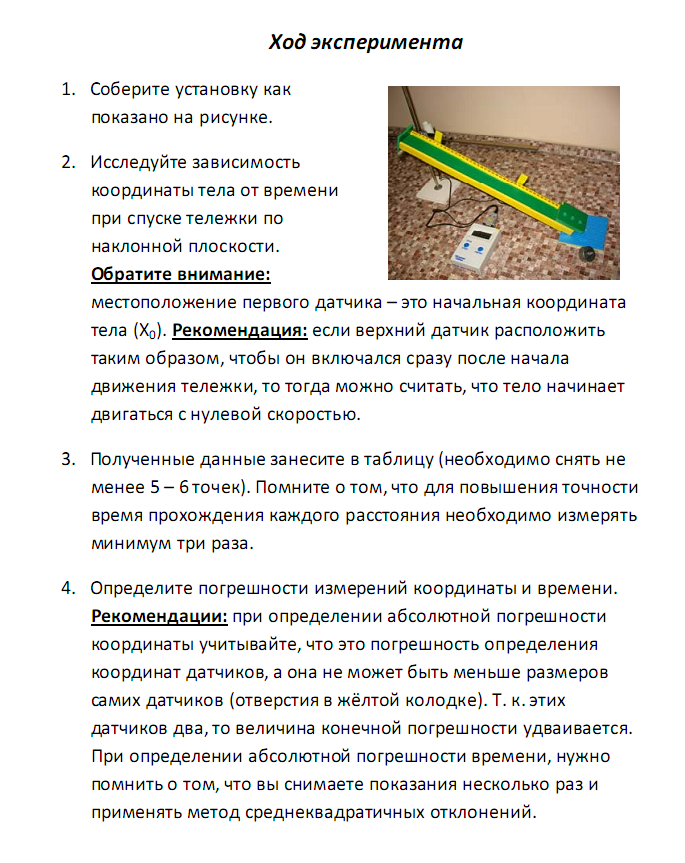 Ход эксперимента
1. Соберите установку как
показано на рисунке.
2. Исследуйте зависимость
координаты тела от времени
при спуске тележки по
наклонной плоскости.
Обратите внимание:
местоположение первого датчика – это начальная координата
тела (X₀). Рекомендация: если верхний датчик расположить
таким образом, чтобы он включался сразу после начала
движения тележки, то тогда можно считать, что тело начинает
двигаться с нулевой скоростью.
3. Полученные данные занесите в таблицу (необходимо снять не
менее 5 – 6 точек). Помните о том, что для повышения точности
время прохождения каждого расстояния необходимо измерять
минимум три раза.
4. Определите погрешности измерений координаты и времени.
Рекомендации: при определении абсолютной погрешности
координаты учитывайте, что это погрешность определения
координат датчиков, а она не может быть меньше размеров
самих датчиков (отверстия в жёлтой колодке). Т. к. этих
датчиков два, то величина конечной погрешности удваивается.
При определении абсолютной погрешности времени, нужно
помнить о том, что вы снимаете показания несколько раз и
применять метод среднеквадратичных отклонений.